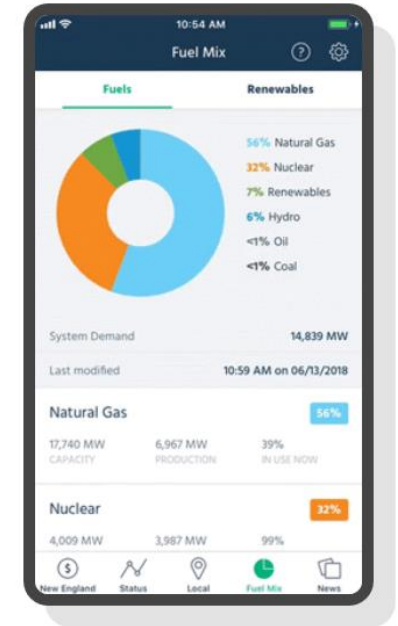 10:54 AM
Fuel Mix ?
Fuels Renewables
56% Natural Gas
32% Nuclear
7% Renewables
6% Hydro
<1% Oil
<1% Coal
System Demand 14,839 MW
Last modified 10:59 AM on 06/13/2018
Natural Gas 56%
17,740 MW 6,967 MW 39%
CAPACITY PRODUCTION IN USE NOW
Nuclear 32%
4,009 MW 3,987 MW 99%
$
New England Status Local Fuel Mix News